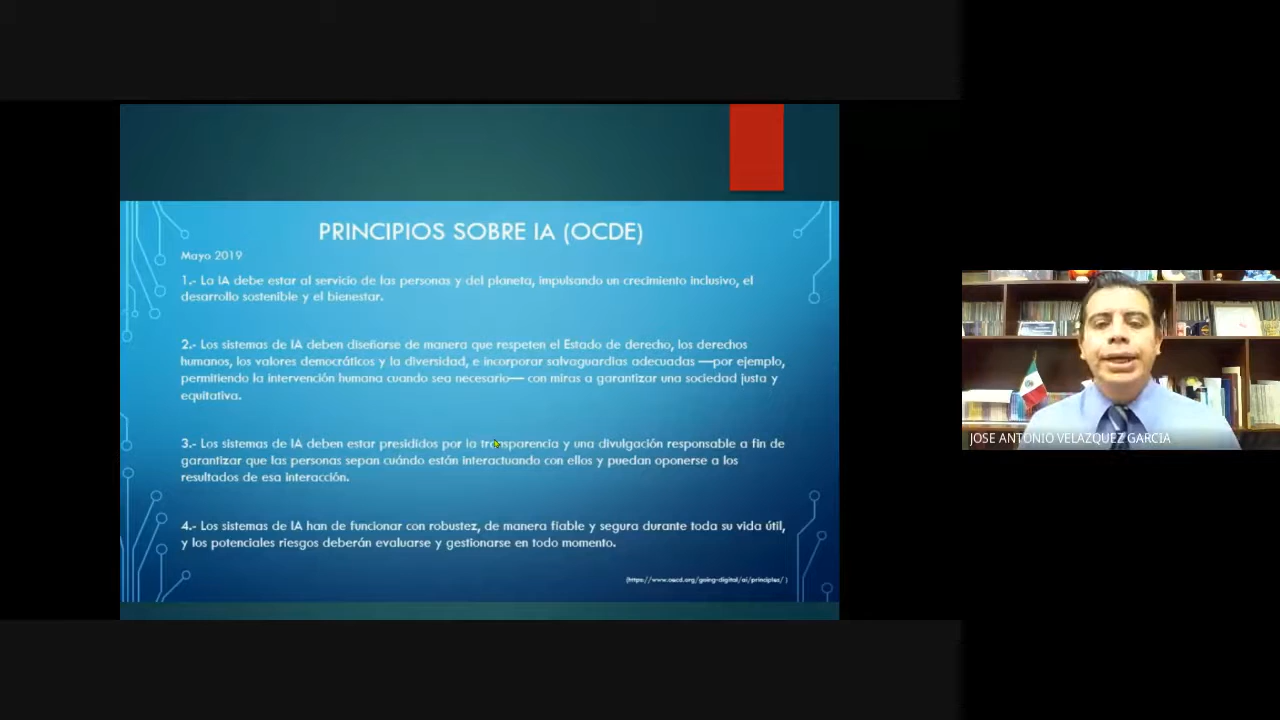 PRINCIPIOS SOBRE IA (OCDE)
Mayo 2019
1.- La IA debe estar al servicio de las personas y del planeta, impulsando un crecimiento inclusivo, el
desarrollo sostenible y el bienestar.
2.- Los sistemas de IA deben diseñarse de manera que respeten el Estado de derecho, los derechos
humanos, los valores democráticos y la diversidad, e incorporar salvaguardias adecuadas —por ejemplo,
permitiendo la intervención humana cuando sea necesario— con miras a garantizar una sociedad justa y
equitativa.
3.- Los sistemas de IA deben estar presididos por la transparencia y una divulgación responsable a fin de
garantizar que las personas sepan cuándo están interactuando con ellos y puedan oponerse a los
resultados de esa interacción.
4.- Los sistemas de IA han de funcionar con robustez, de manera fiable y segura durante toda su vida útil,
y los potenciales riesgos deberán evaluarse y gestionarse en todo momento.
(https://www.oecd.org/going-digital/ai/principles/ )
JOSE ANTONIO VELAZQUEZ GARCIA